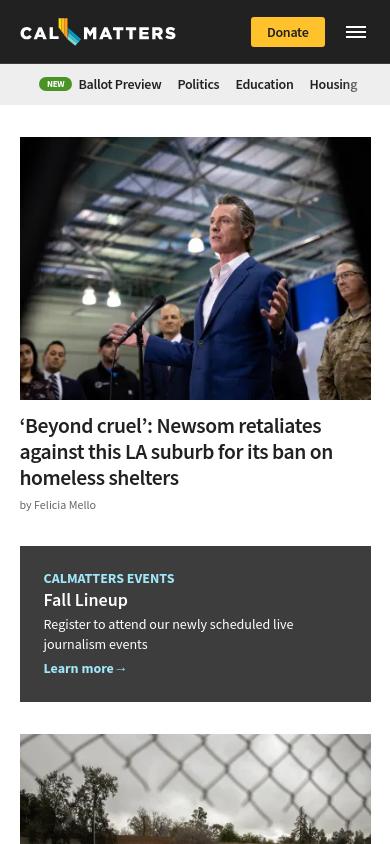 CAL MATTERS
Donate
NEW Ballot Preview Politics Education Housing
‘Beyond cruel’: Newsom retaliates
against this LA suburb for its ban on
homeless shelters
by Felicia Mello
CALMATTERS EVENTS
Fall Lineup
Register to attend our newly scheduled live
journalism events
Learn more→